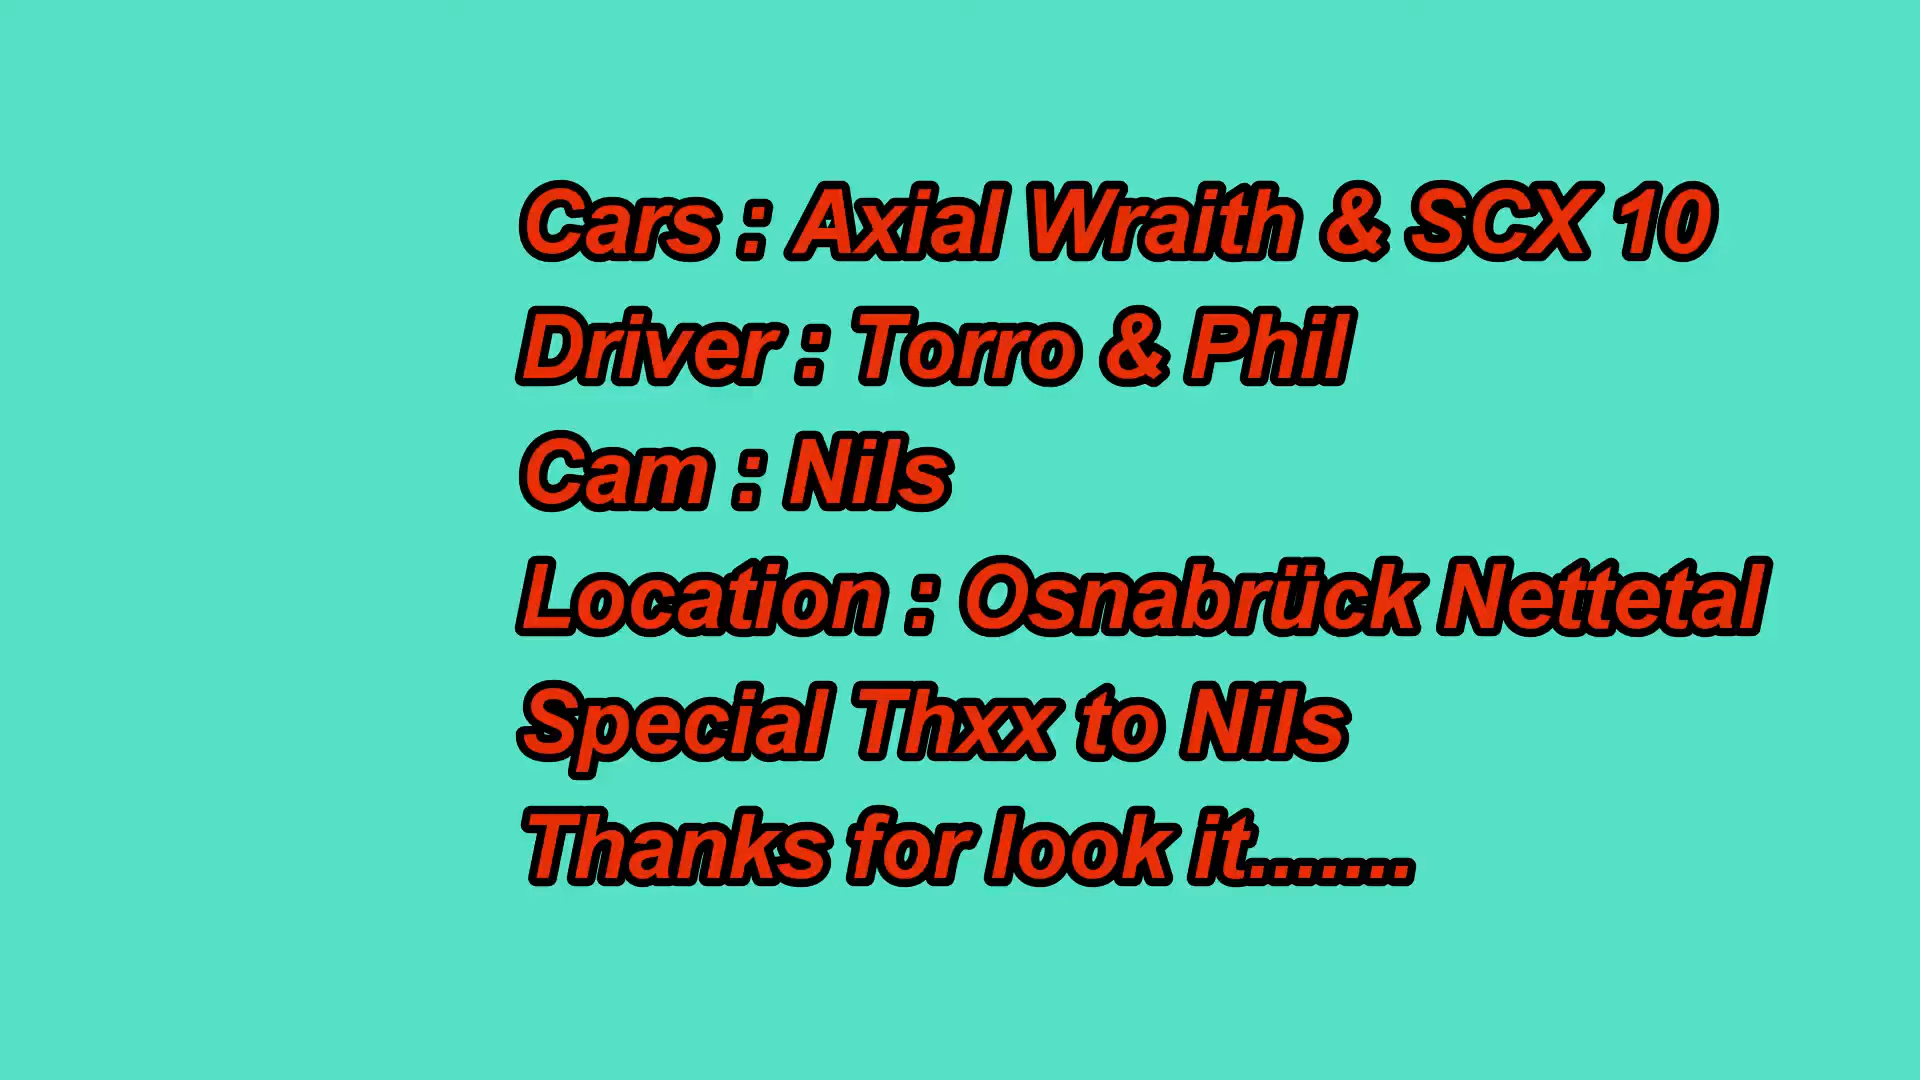 Cars : Axial Wraith & SCX 10
Driver : Torro & Phil
Cam : Nils
Location : Osnabrück Nettetal
Special Thxx to Nils
Thanks for look it.......